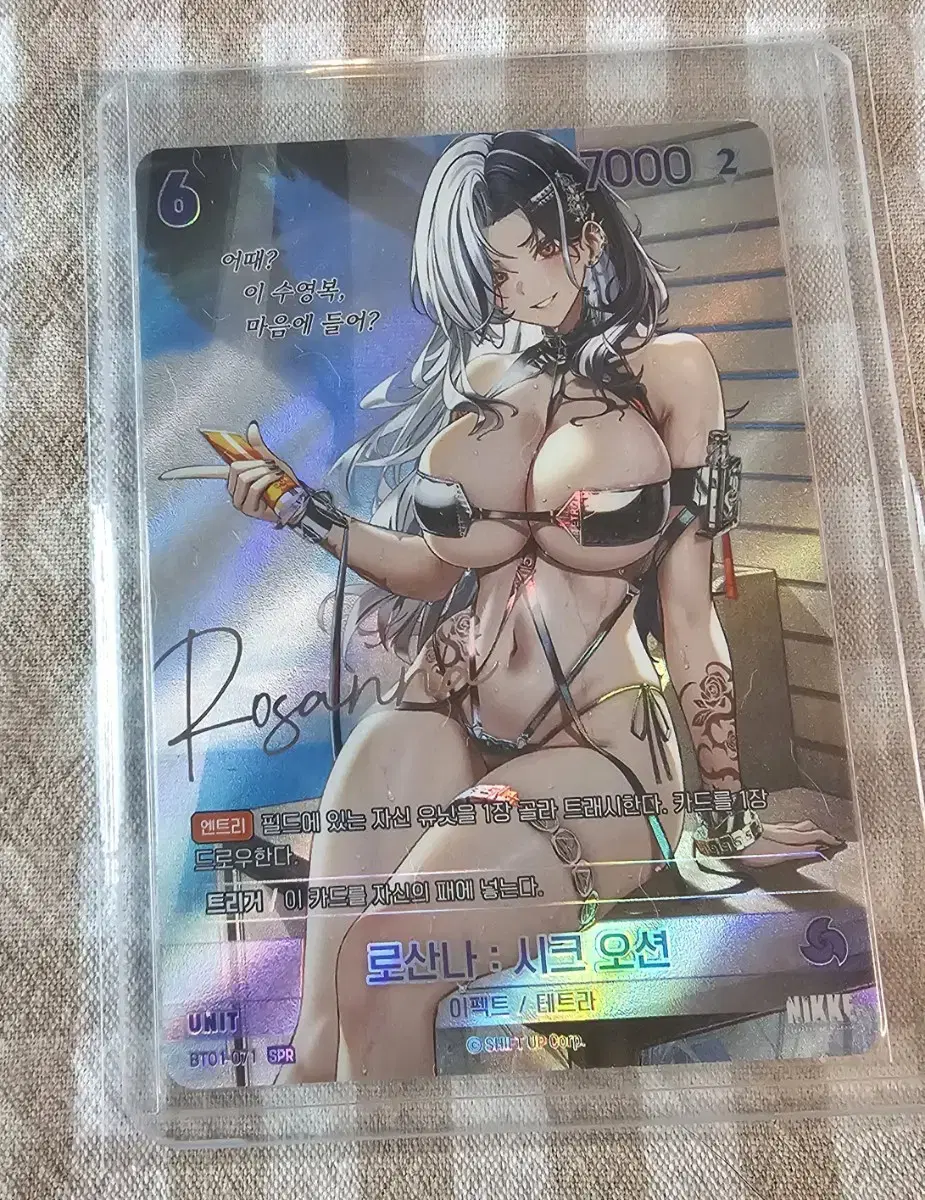 6
7000 2
어때?
이 수영복,
마음에 들어?
Rosanna
엔트리 필드에 있는 자신 유닛을 1장 골라 트래시한다. 카드를 1장
드로우한다.
트리거 / 이 카드를 자신의 패에 넣는다.
로산나 : 시크 오션
이펙트 / 테트라
UNIT
NIKKE
BT01-071 SPR
© SHIFT UP Corp.